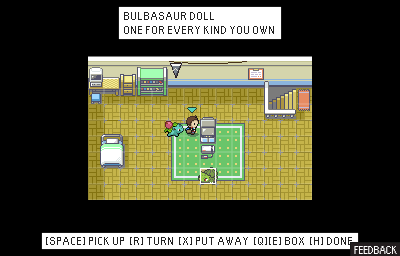 BULBASAUR DOLL
ONE FOR EVERY KIND YOU OWN
[SPACE] PICK UP [R] TURN [X] PUT AWAY [Q][E] BOX [H] DONE
FEEDBACK